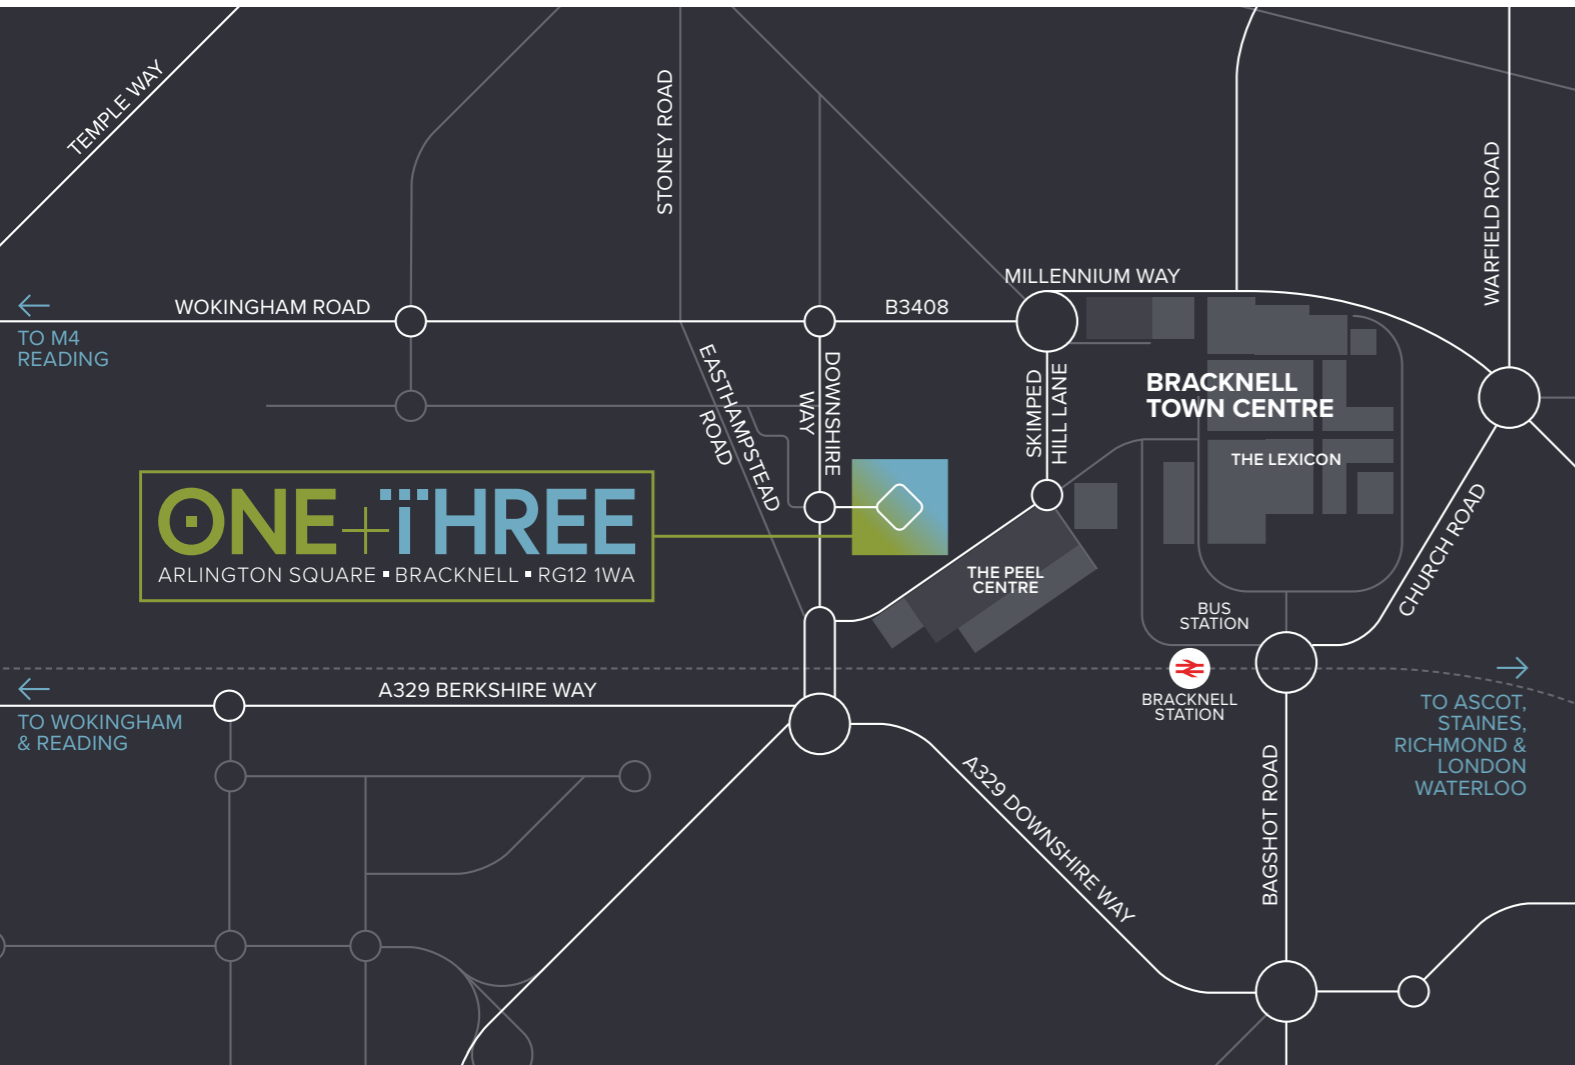 TEMPLE WAY
STONEY ROAD
WARFIELD ROAD
MILLENNIUM WAY
WOKINGHAM ROAD
B3408
TO M4
READING
EASTHAMPSTEAD
ROAD
DOWNSHIRE
WAY
SKIMPED
HILL LANE
BRACKNELL
TOWN CENTRE
THE LEXICON
ONE+THREE
ARLINGTON SQUARE ▪ BRACKNELL ▪ RG12 1WA
THE PEEL
CENTRE
CHURCH ROAD
BUS
STATION
BRACKNELL
STATION
A329 BERKSHIRE WAY
TO WOKINGHAM
& READING
TO ASCOT,
STAINES,
RICHMOND &
LONDON
WATERLOO
A329 DOWNSHIRE WAY
BAGSHOT ROAD